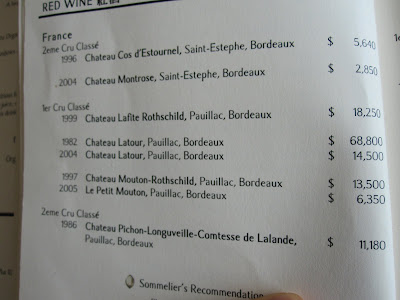 RED WINE 紅酒
France
2eme Cru Classé
1996 Chateau Cos d'Estournel, Saint-Estephe, Bordeaux $ 5,640
2004 Chateau Montrose, Saint-Estephe, Bordeaux $ 2,850
1er Cru Classé
1999 Chateau Lafite Rothschild, Pauillac, Bordeaux $ 18,250
1982 Chateau Latour, Pauillac, Bordeaux $ 68,800
2004 Chateau Latour, Pauillac, Bordeaux $ 14,500
1997 Chateau Mouton-Rothschild, Pauillac, Bordeaux $ 13,500
2005 Le Petit Mouton, Pauillac, Bordeaux $ 6,350
2eme Cru Classé
1986 Chateau Pichon-Longuveille-Comtesse de Lalande,
Pauillac, Bordeaux $ 11,180
Sommelier's Recommendation